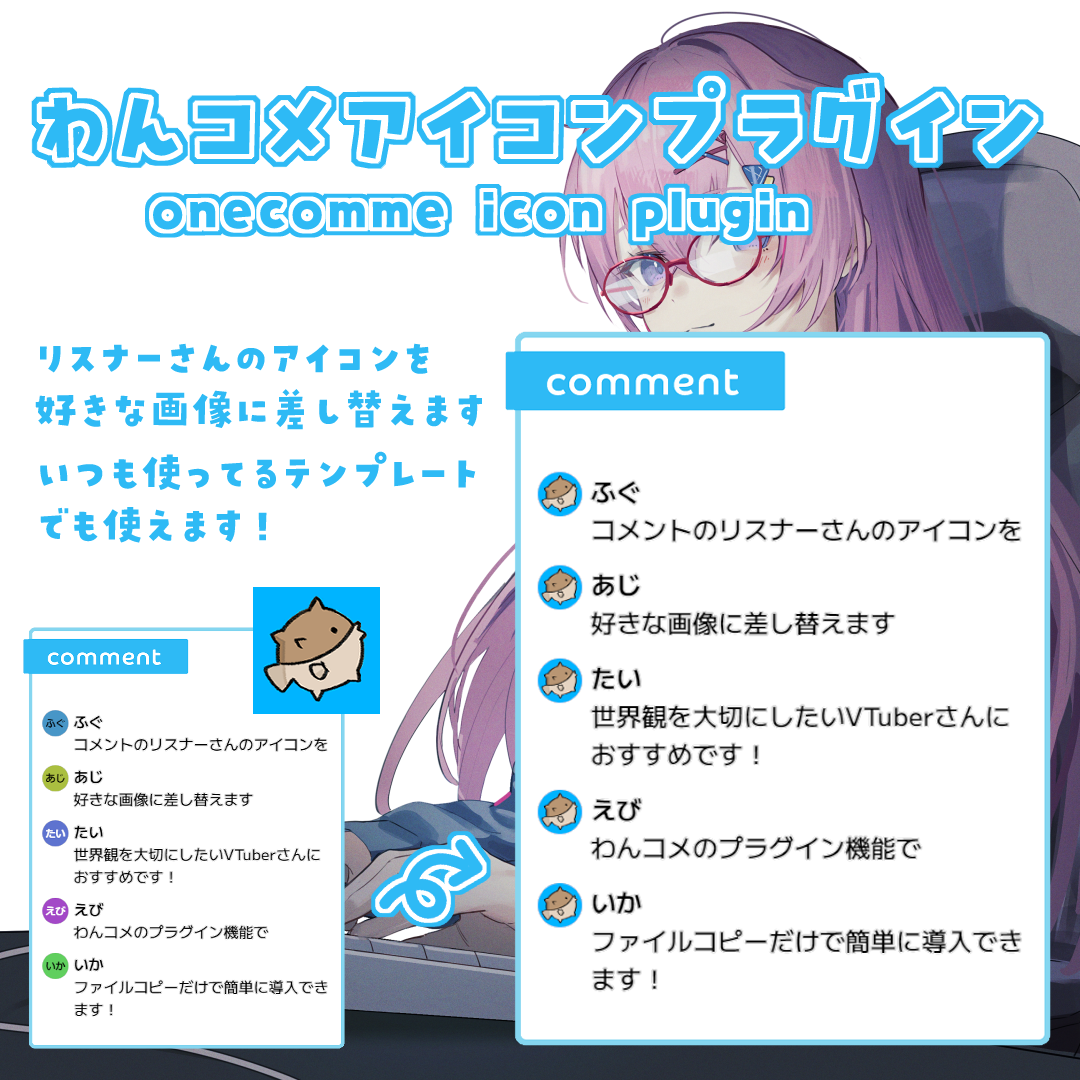 わんコメアイコンプラグイン
onecomme icon plugin
リスナーさんのアイコンを
好きな画像に差し替えます
いつも使ってるテンプレート
でも使えます！
comment
ふぐ ふぐ
コメントのリスナーさんのアイコンを
あじ あじ
好きな画像に差し替えます
たい たい
世界観を大切にしたいVTuberさんに
おすすめです！
えび えび
わんコメのプラグイン機能で
いか いか
ファイルコピーだけで簡単に導入でき
ます！
comment
ふぐ
コメントのリスナーさんのアイコンを
あじ
好きな画像に差し替えます
たい
世界観を大切にしたいVTuberさんに
おすすめです！
えび
わんコメのプラグイン機能で
いか
ファイルコピーだけで簡単に導入でき
ます！